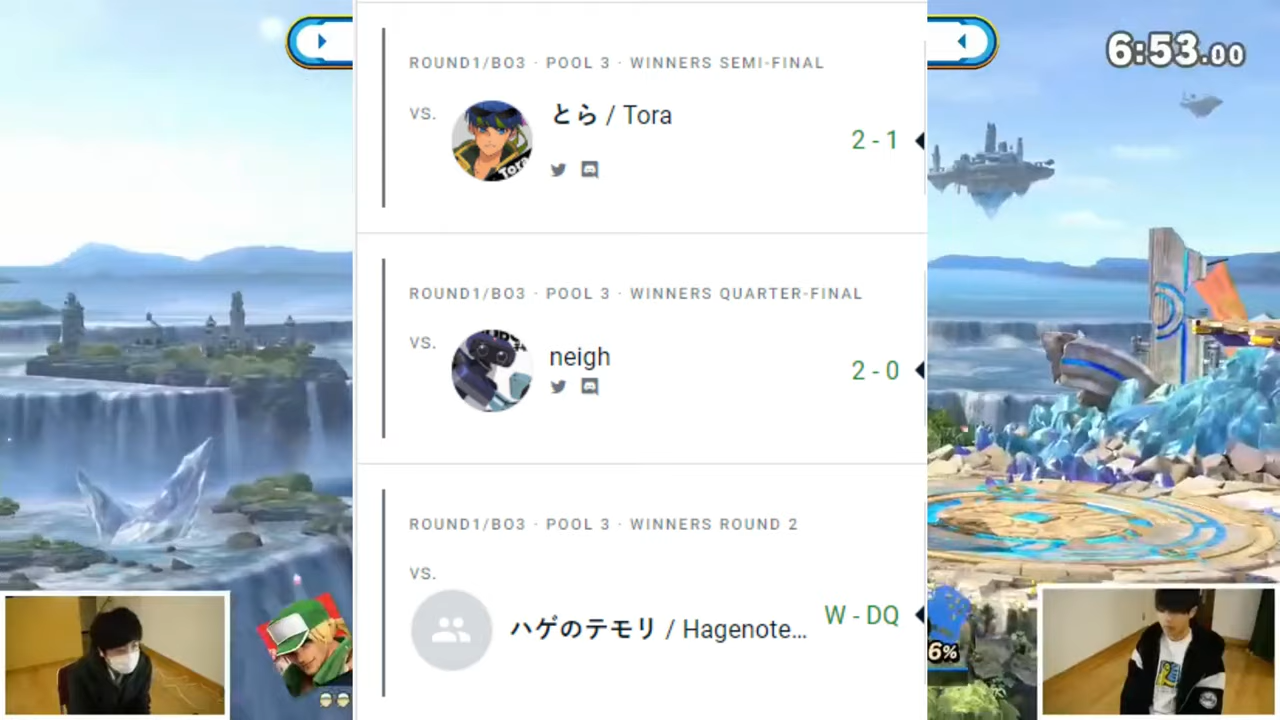 6:53.00
ROUND1/BO3 · POOL 3 · WINNERS SEMI-FINAL
VS.
とら / Tora
2 - 1
Tora
ROUND1/BO3 · POOL 3 · WINNERS QUARTER-FINAL
VS.
neigh
2 - 0
ROUND1/BO3 · POOL 3 · WINNERS ROUND 2
VS.
ハゲのテモリ / Hagenote...
W - DQ
6%